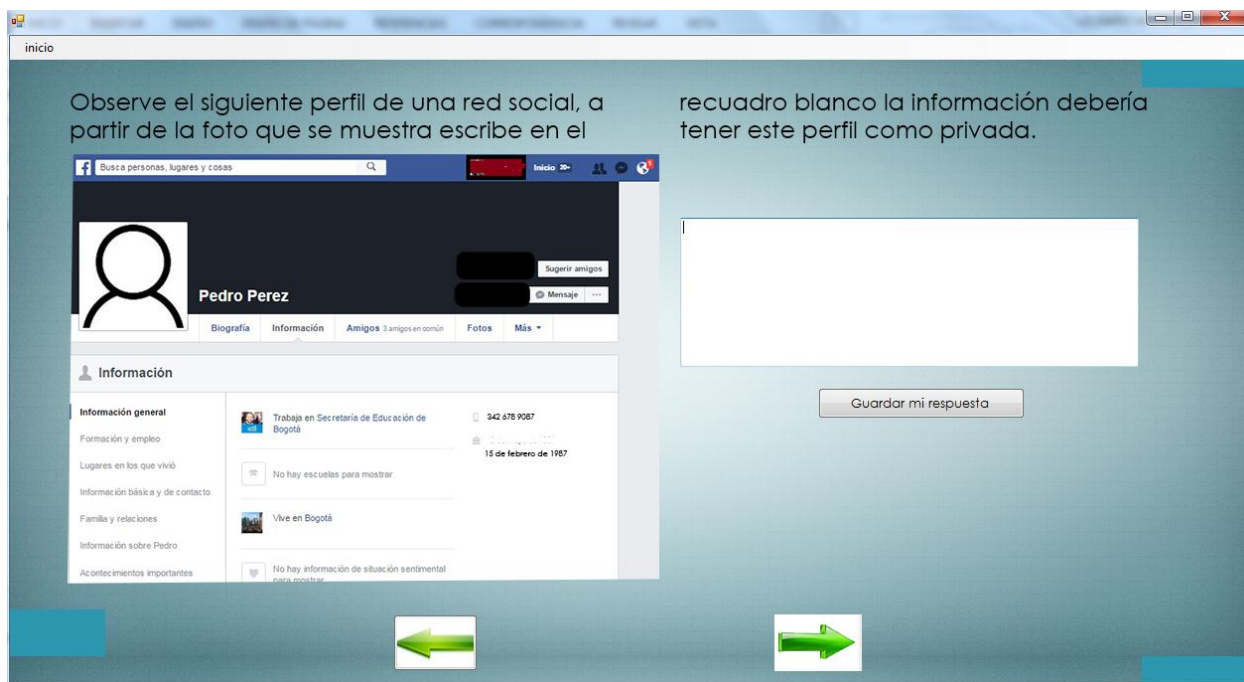 inicio
Observe el siguiente perfil de una red social, a
partir de la foto que se muestra escribe en el
recuadro blanco la información debería
tener este perfil como privada.
Busca personas, lugares y cosas
Inicio 20+
1
Sugerir amigos
Pedro Perez
Mensaje
Biografía Información Amigos 3 amigos en común Fotos Más
Información
Información general
Formación y empleo
Lugares en los que vivió
Información básica y de contacto
Familia y relaciones
Información sobre Pedro
Acontecimientos importantes
Trabaja en Secretaría de Educación de
Bogotá
No hay escuelas para mostrar
Vive en Bogotá
No hay información de situación sentimental
para mostrar
342 678 9087
15 de febrero de 1987
Guardar mi respuesta